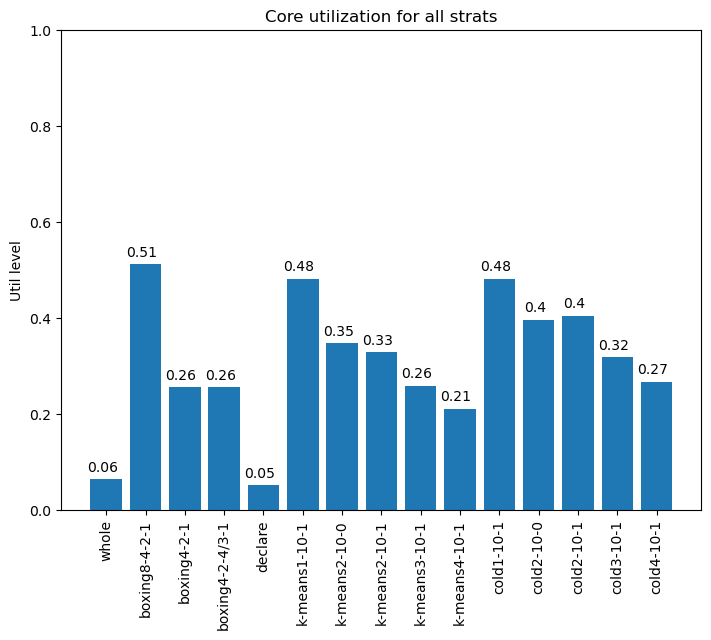 Core utilization for all strats
Util level
1.0
0.8
0.6
0.4
0.2
0.0
0.06
0.51
0.26
0.26
0.05
0.48
0.35
0.33
0.26
0.21
0.48
0.4
0.4
0.32
0.27
whole
boxing8-4-2-1
boxing4-2-1
boxing4-2-4/3-1
declare
k-means1-10-1
k-means2-10-0
k-means2-10-1
k-means3-10-1
k-means4-10-1
cold1-10-1
cold2-10-0
cold2-10-1
cold3-10-1
cold4-10-1